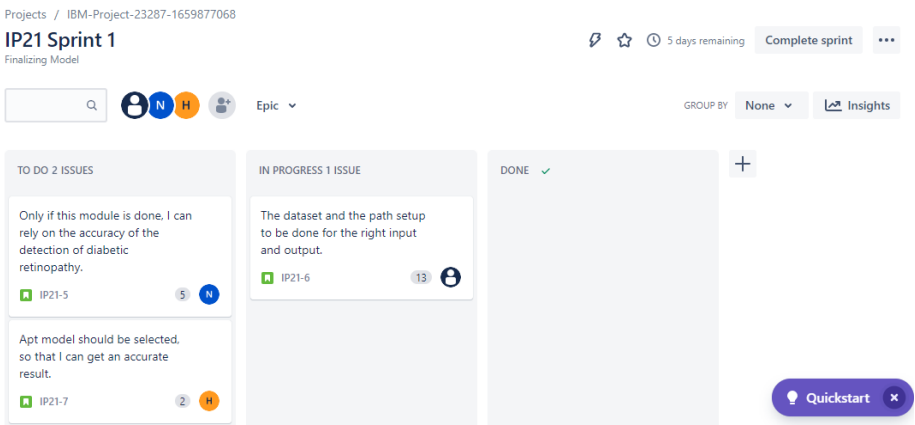 Projects / IBM-Project-23287-1659877068
IP21 Sprint 1
5 days remaining
Complete sprint
Finalizing Model
N
H
Epic
GROUP BY
None
Insights
TO DO 2 ISSUES
Only if this module is done, I can
rely on the accuracy of the
detection of diabetic
retinopathy.
IP21-5
5
N
Apt model should be selected,
so that I can get an accurate
result.
IP21-7
2
H
IN PROGRESS 1 ISSUE
The dataset and the path setup
to be done for the right input
and output.
IP21-6
13
DONE
Quickstart